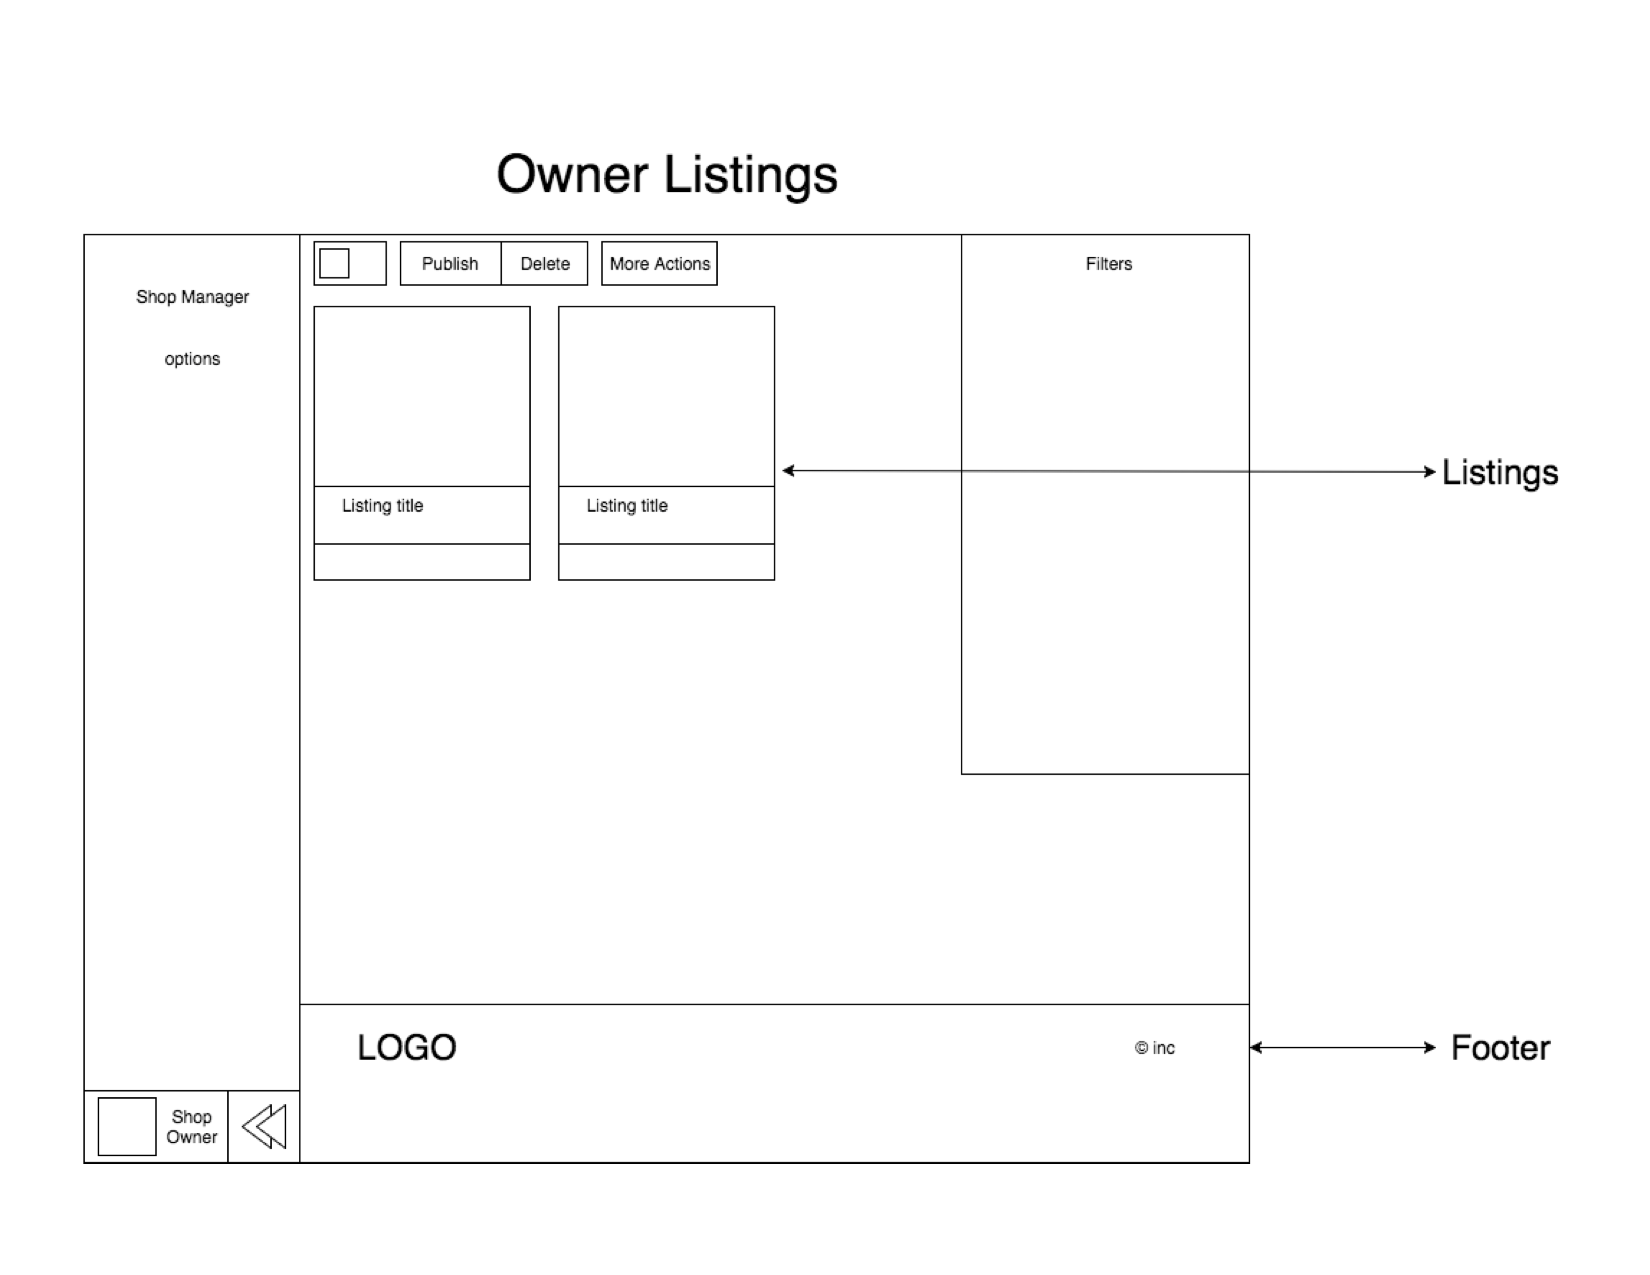 Owner Listings
Shop Manager
options
Publish
Delete
More Actions
Filters
Listing title
Listing title
Listings
LOGO
© inc
Footer
Shop
Owner